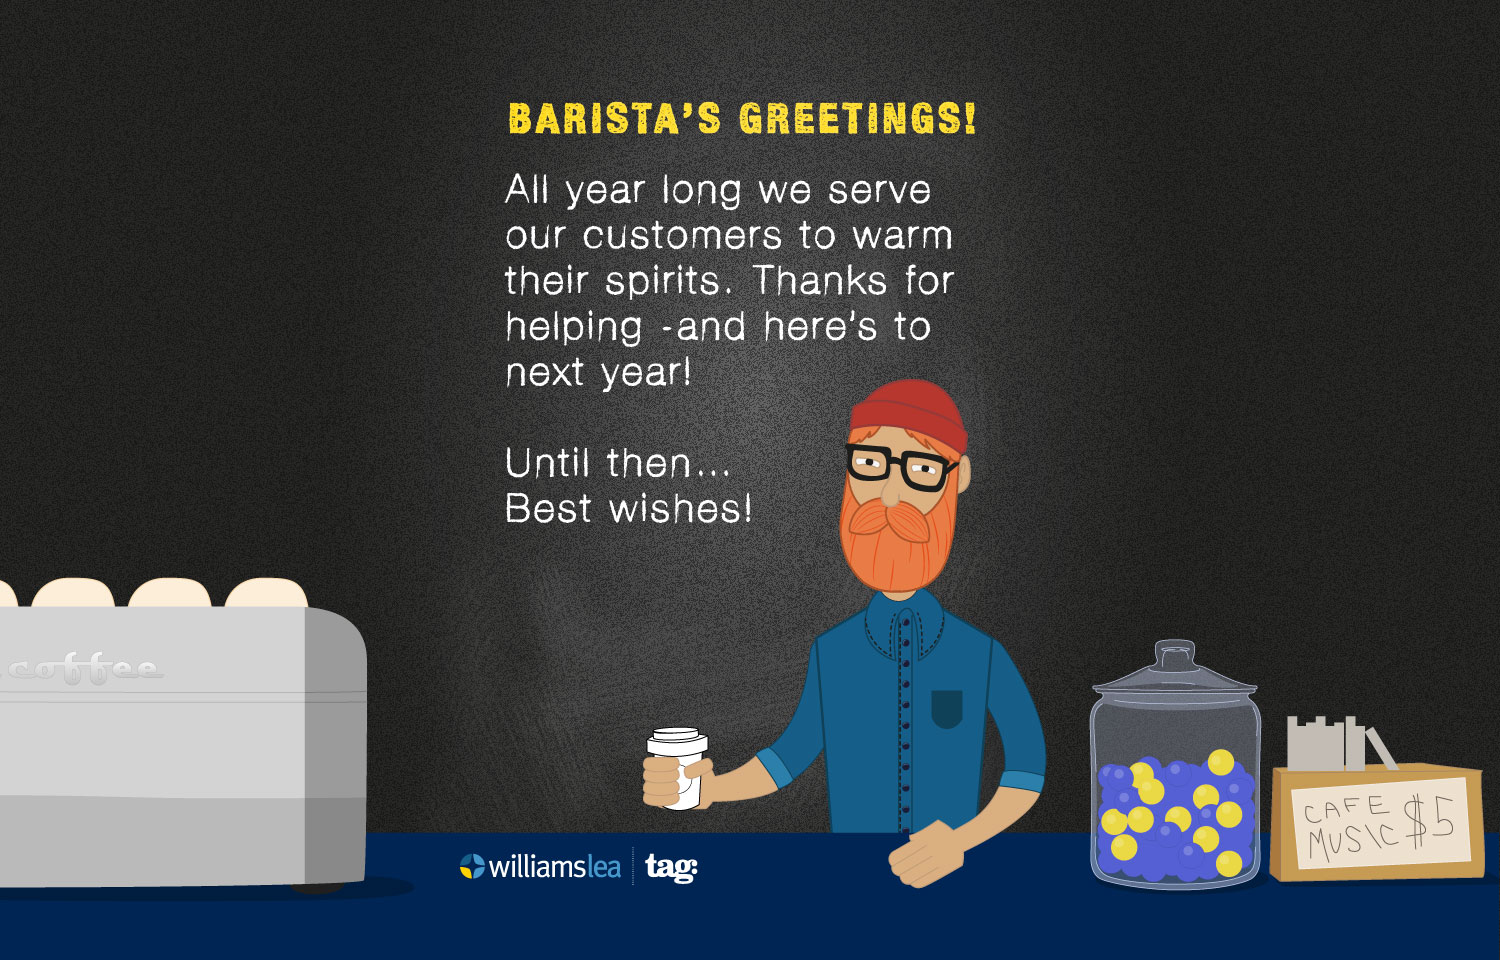 BARISTA'S GREETINGS!
All year long we serve
our customers to warm
their spirits. Thanks for
helping -and here's to
next year!
Until then...
Best wishes!
coffee
williamslea tag:
CAFE
MUSIC $5